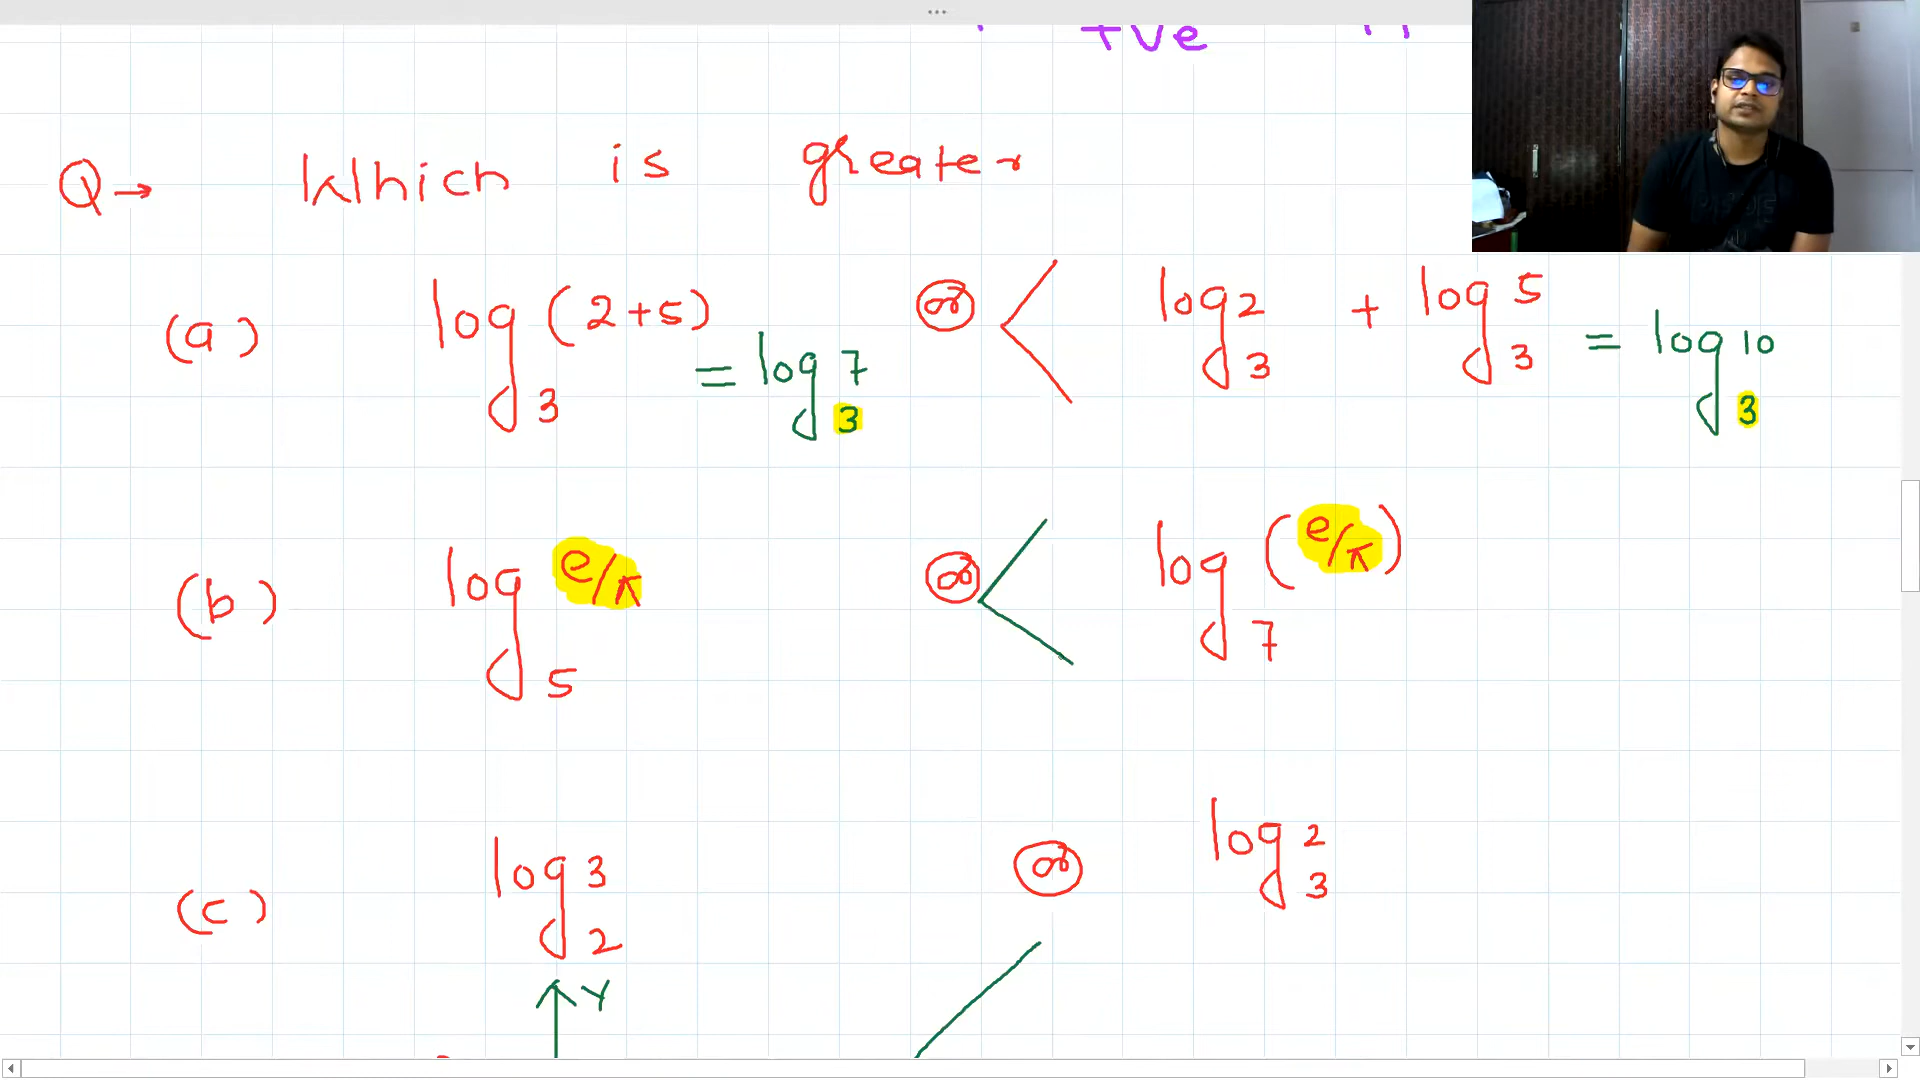 +ve
Q→ Which is greater
(a) log₃(2+5) = log₃7 or < log₃2 + log₃5 = log₃10
(b) log₅ e/π or < log₇(e/π)
(c) log₂3 or log₃2
Y